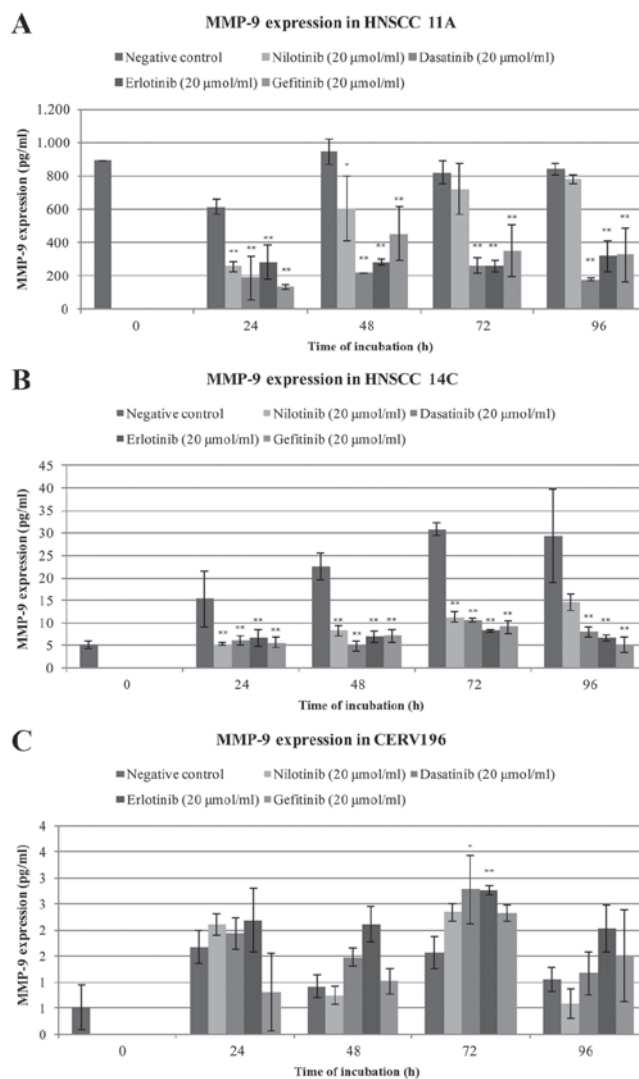 A
MMP-9 expression in HNSCC 11A
Negative control Nilotinib (20 μmol/ml) Dasatinib (20 μmol/ml)
Erlotinib (20 μmol/ml) Gefitinib (20 μmol/ml)
MMP-9 expression (pg/ml)
1.200
1.000
800
600
400
200
0
** ** ** **
* ** ** **
** ** **
** ** **
0 24 48 72 96
Time of incubation (h)
B
MMP-9 expression in HNSCC 14C
Negative control Nilotinib (20 μmol/ml) Dasatinib (20 μmol/ml)
Erlotinib (20 μmol/ml) Gefitinib (20 μmol/ml)
MMP-9 expression (pg/ml)
45
40
35
30
25
20
15
10
5
0
** ** ** **
** ** ** **
** ** ** **
** ** **
0 24 48 72 96
Time of incubation (h)
C
MMP-9 expression in CERV196
Negative control Nilotinib (20 μmol/ml) Dasatinib (20 μmol/ml)
Erlotinib (20 μmol/ml) Gefitinib (20 μmol/ml)
MMP-9 expression (pg/ml)
4
4
3
3
2
2
1
1
0
* **
0 24 48 72 96
Time of incubation (h)